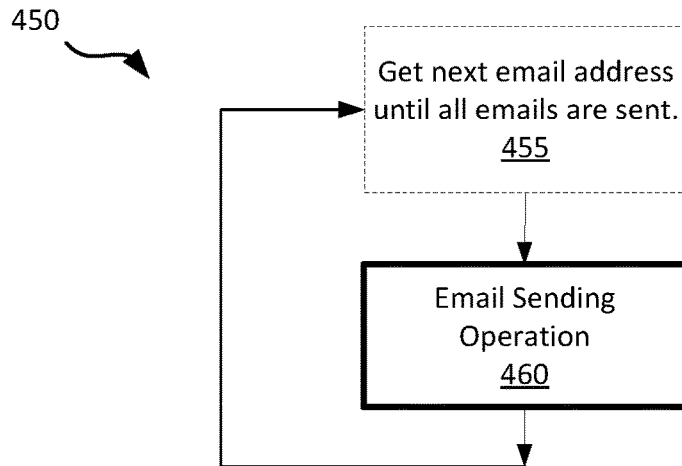 450
Get next email address
until all emails are sent.
455
Email Sending
Operation
460